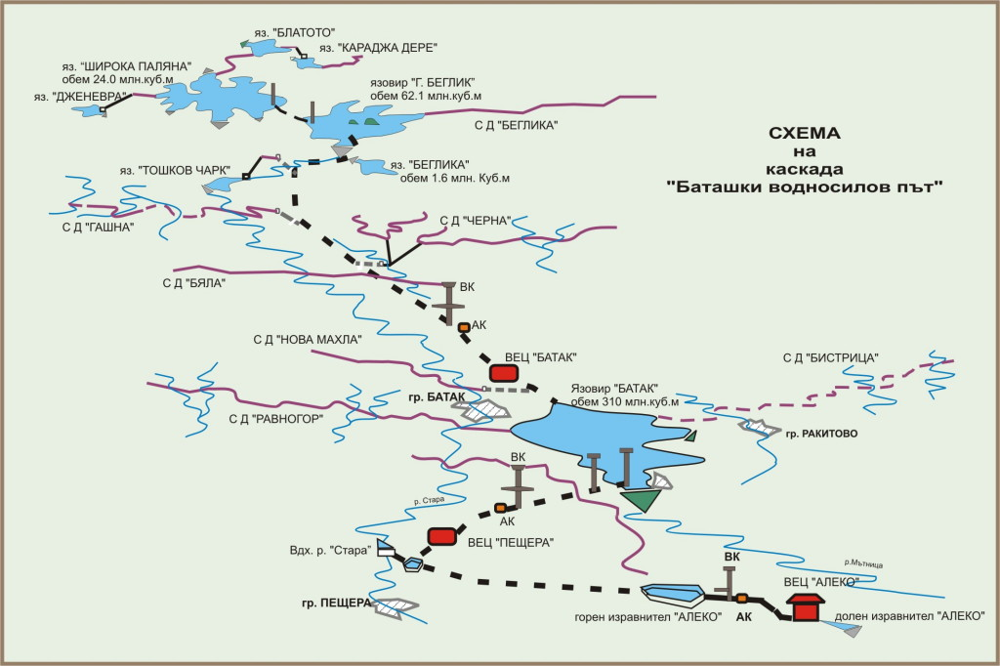 яз. "БЛАТОТО"
яз. "КАРАДЖА ДЕРЕ"
яз. "ШИРОКА ПАЛЯНА"
обем 24.0 млн.куб.м
яз. "ДЖЕНЕВРА"
язовир "Г. БЕГЛИК"
обем 62.1 млн.куб.м
С Д "БЕГЛИКА"
СХЕМА
на
каскада
"Баташки водносилов път"
яз. "ТОШКОВ ЧАРК"
яз. "БЕГЛИКА"
обем 1.6 млн. Куб.м
С Д "ГАШНА"
С Д "ЧЕРНА"
С Д "БЯЛА"
ВК
АК
С Д "НОВА МАХЛА"
ВЕЦ "БАТАК"
С Д "БИСТРИЦА"
гр. БАТАК
Язовир "БАТАК"
обем 310 млн.куб.м
С Д "РАВНОГОР"
гр. РАКИТОВО
ВК
р. Стара
АК
ВЕЦ "ПЕЩЕРА"
Вдх. р. "Стара"
ВК
р.Мътница
ВЕЦ "АЛЕКО"
гр. ПЕЩЕРА
горен изравнител "АЛЕКО"
АК
долен изравнител "АЛЕКО"